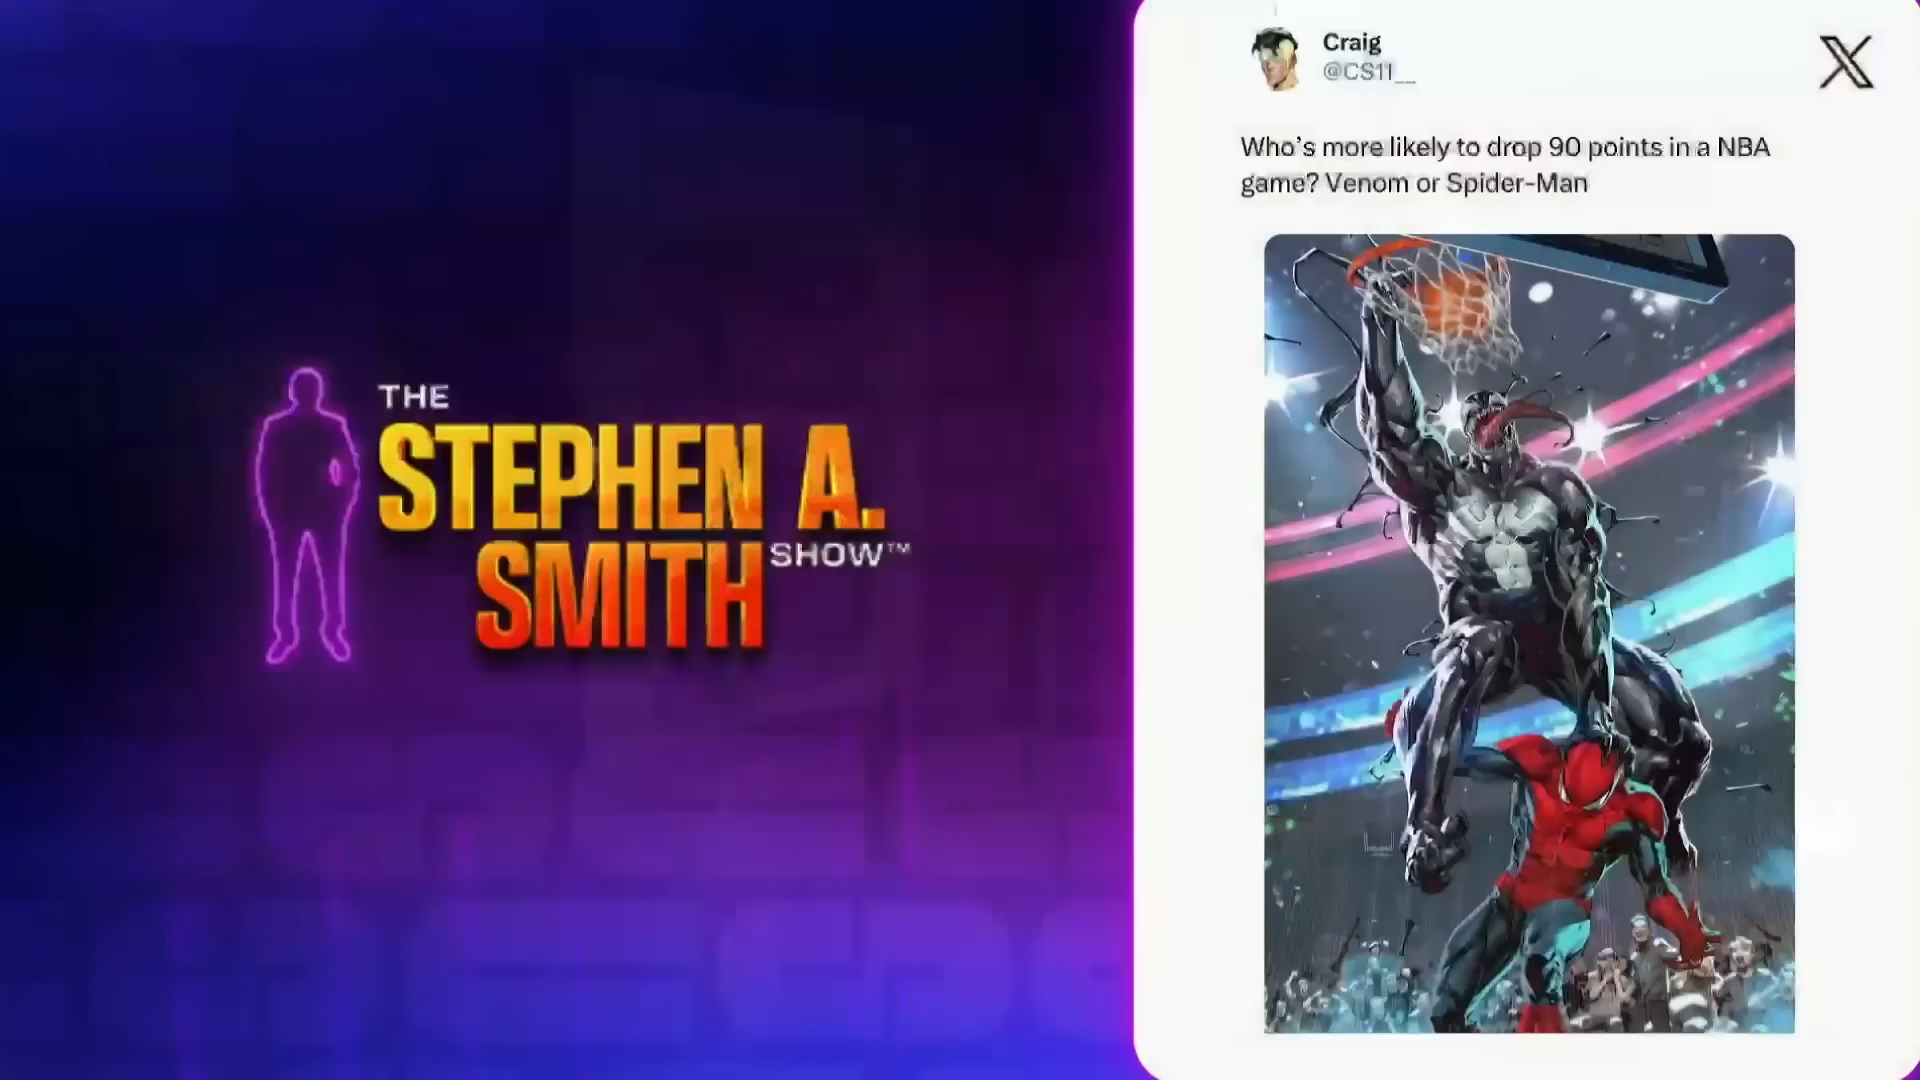 THE
STEPHEN A.
SMITH SHOW™
Craig
@CS11__
Who's more likely to drop 90 points in a NBA
game? Venom or Spider-Man